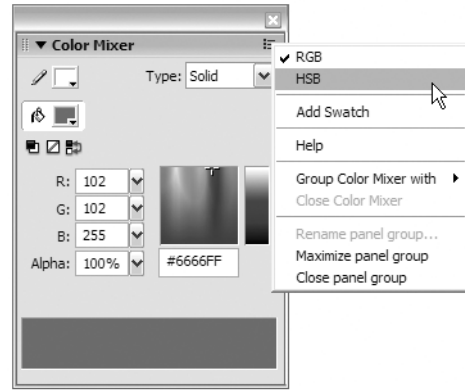 Color Mixer
Type: Solid
R: 102
G: 102
B: 255
Alpha: 100% #6666FF
RGB
HSB
Add Swatch
Help
Group Color Mixer with
Close Color Mixer
Rename panel group...
Maximize panel group
Close panel group